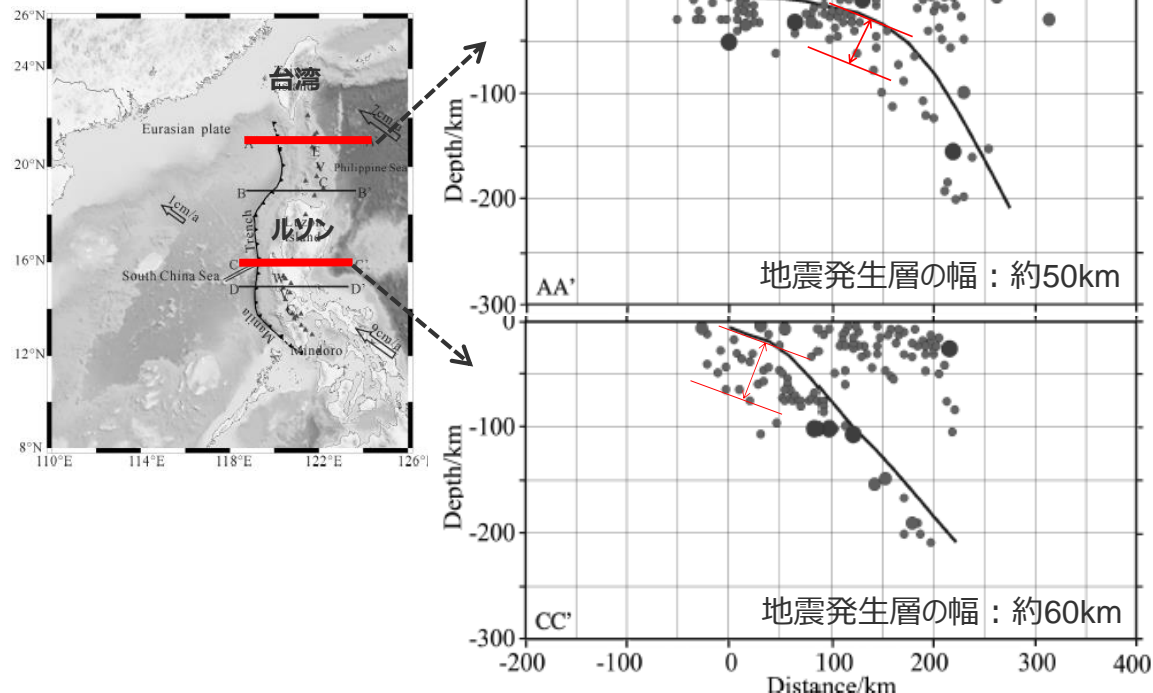 26°N
24°N
20°N
16°N
12°N
8°N
110°E
114°E
118°E
122°E
126°E
台湾
Eurasian plate
7cm/a
A
E
V
C
Philippine Sea
B
B'
1cm/a
ルソン
Trench
C
C'
South China Sea
W
D
D'
Manila
9cm/a
Mindoro
Depth/km
-100
-200
-300
AA'
地震発生層の幅：約50km
0
Depth/km
-100
-200
-300
CC'
地震発生層の幅：約60km
-200
-100
0
100
200
300
400
Distance/km